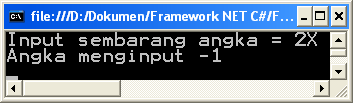 file:///D:/Dokumen/Framework NET C#/F...
Input sembarang angka = 2X
Angka menginput -1